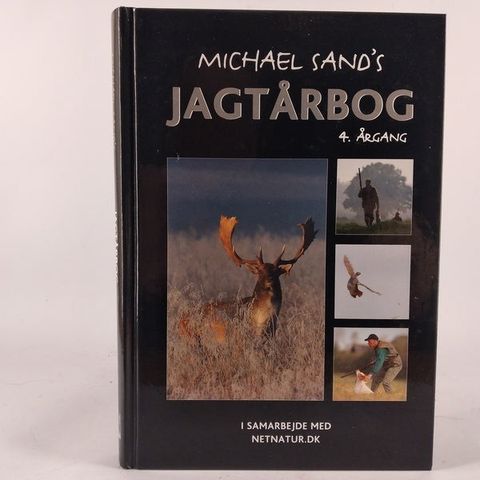 MICHAEL SAND'S
JAGTÅRBOG
4. ÅRGANG
I SAMARBEJDE MED
NETNATUR.DK